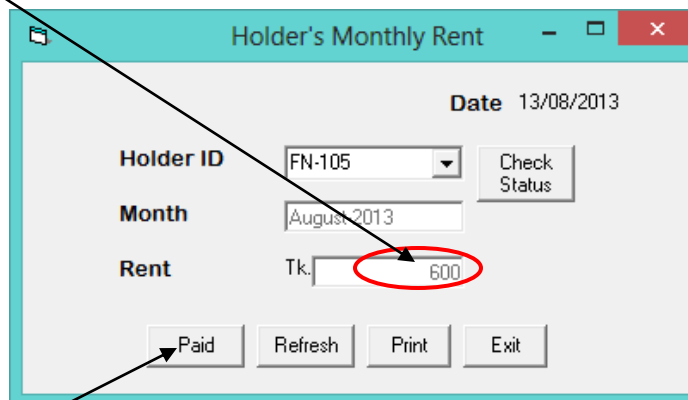 Holder's Monthly Rent
Date 13/08/2013
Holder ID FN-105 Check
Status
Month August 2013
Rent Tk. 600
Paid Refresh Print Exit